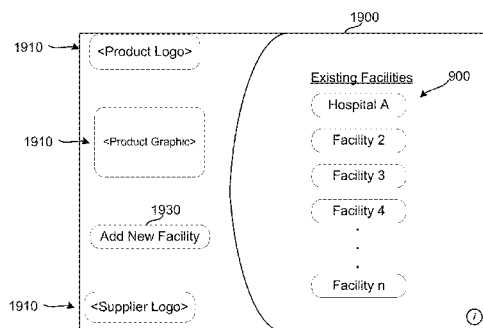 1900
1910
<Product Logo>
Existing Facilities
900
Hospital A
1910
<Product Graphic>
Facility 2
Facility 3
1930
Facility 4
Add New Facility
.
.
.
1910
<Supplier Logo>
Facility n
i